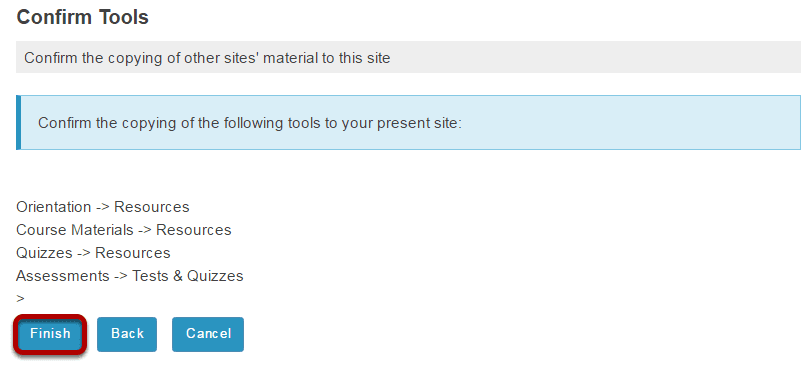 Confirm Tools
Confirm the copying of other sites' material to this site
Confirm the copying of the following tools to your present site:
Orientation -> Resources
Course Materials -> Resources
Quizzes -> Resources
Assessments -> Tests & Quizzes
>
Finish Back Cancel